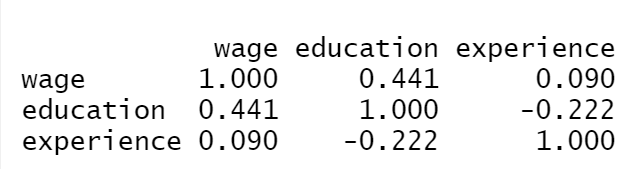 wage education experience
wage 1.000 0.441 0.090
education 0.441 1.000 -0.222
experience 0.090 -0.222 1.000